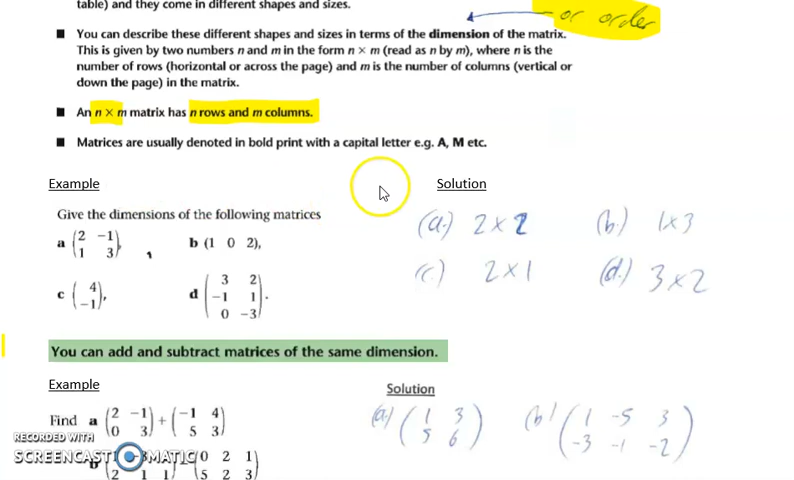 table) and they come in different shapes and sizes.
or order
■ You can describe these different shapes and sizes in terms of the dimension of the matrix.
This is given by two numbers n and m in the form n × m (read as n by m), where n is the
number of rows (horizontal or across the page) and m is the number of columns (vertical or
down the page) in the matrix.
■ An n × m matrix has n rows and m columns.
■ Matrices are usually denoted in bold print with a capital letter e.g. A, M etc.
Example
Solution
Give the dimensions of the following matrices
a (2 -1
1 3),
b (1 0 2),
c (4
-1),
d (3 2
-1 1
0 -3).
(a.) 2 × 2
(b.) 1×3
(c.) 2 × 1
(d.) 3 × 2
You can add and subtract matrices of the same dimension.
Example
Solution
Find a (2 -1
0 3) + (-1 4
5 3)
(a) (1 3
5 6)
(b) (1 -5 3
-3 -1 -2)
RECORDED WITH
SCREENCAST MATIC
b
2 1 1) - (0 2 1
5 2 3)